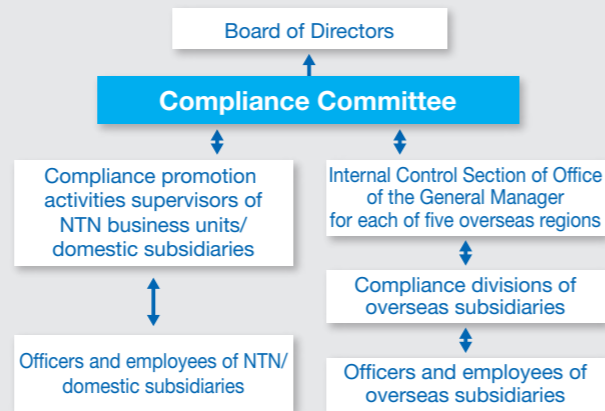 Board of Directors
Compliance Committee
Compliance promotion
activities supervisors of
NTN business units/
domestic subsidiaries
Internal Control Section of Office
of the General Manager
for each of five overseas regions
Compliance divisions of
overseas subsidiaries
Officers and employees of NTN/
domestic subsidiaries
Officers and employees of
overseas subsidiaries